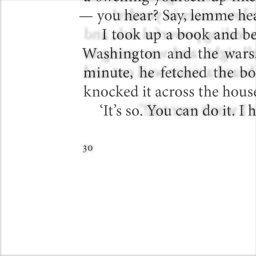 a swelling yourself up like
— you hear? Say, lemme hea
I took up a book and be
Washington and the wars.
minute, he fetched the bo
knocked it across the house
‘It’s so. You can do it. I h
30